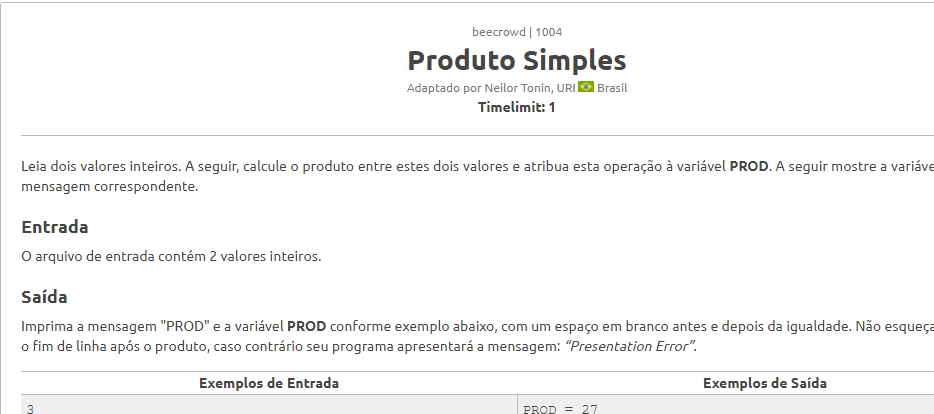 beecrowd | 1004
Produto Simples
Adaptado por Neilor Tonin, URI Brasil
Timelimit: 1
Leia dois valores inteiros. A seguir, calcule o produto entre estes dois valores e atribua esta operação à variável PROD. A seguir mostre a
mensagem correspondente.
Entrada
O arquivo de entrada contém 2 valores inteiros.
Saída
Imprima a mensagem "PROD" e a variável PROD conforme exemplo abaixo, com um espaço em branco antes e depois da igualdade. Não
o fim de linha após o produto, caso contrário seu programa apresentará a mensagem: “Presentation Error”.
Exemplos de Entrada Exemplos de Saída
3 PROD = 27